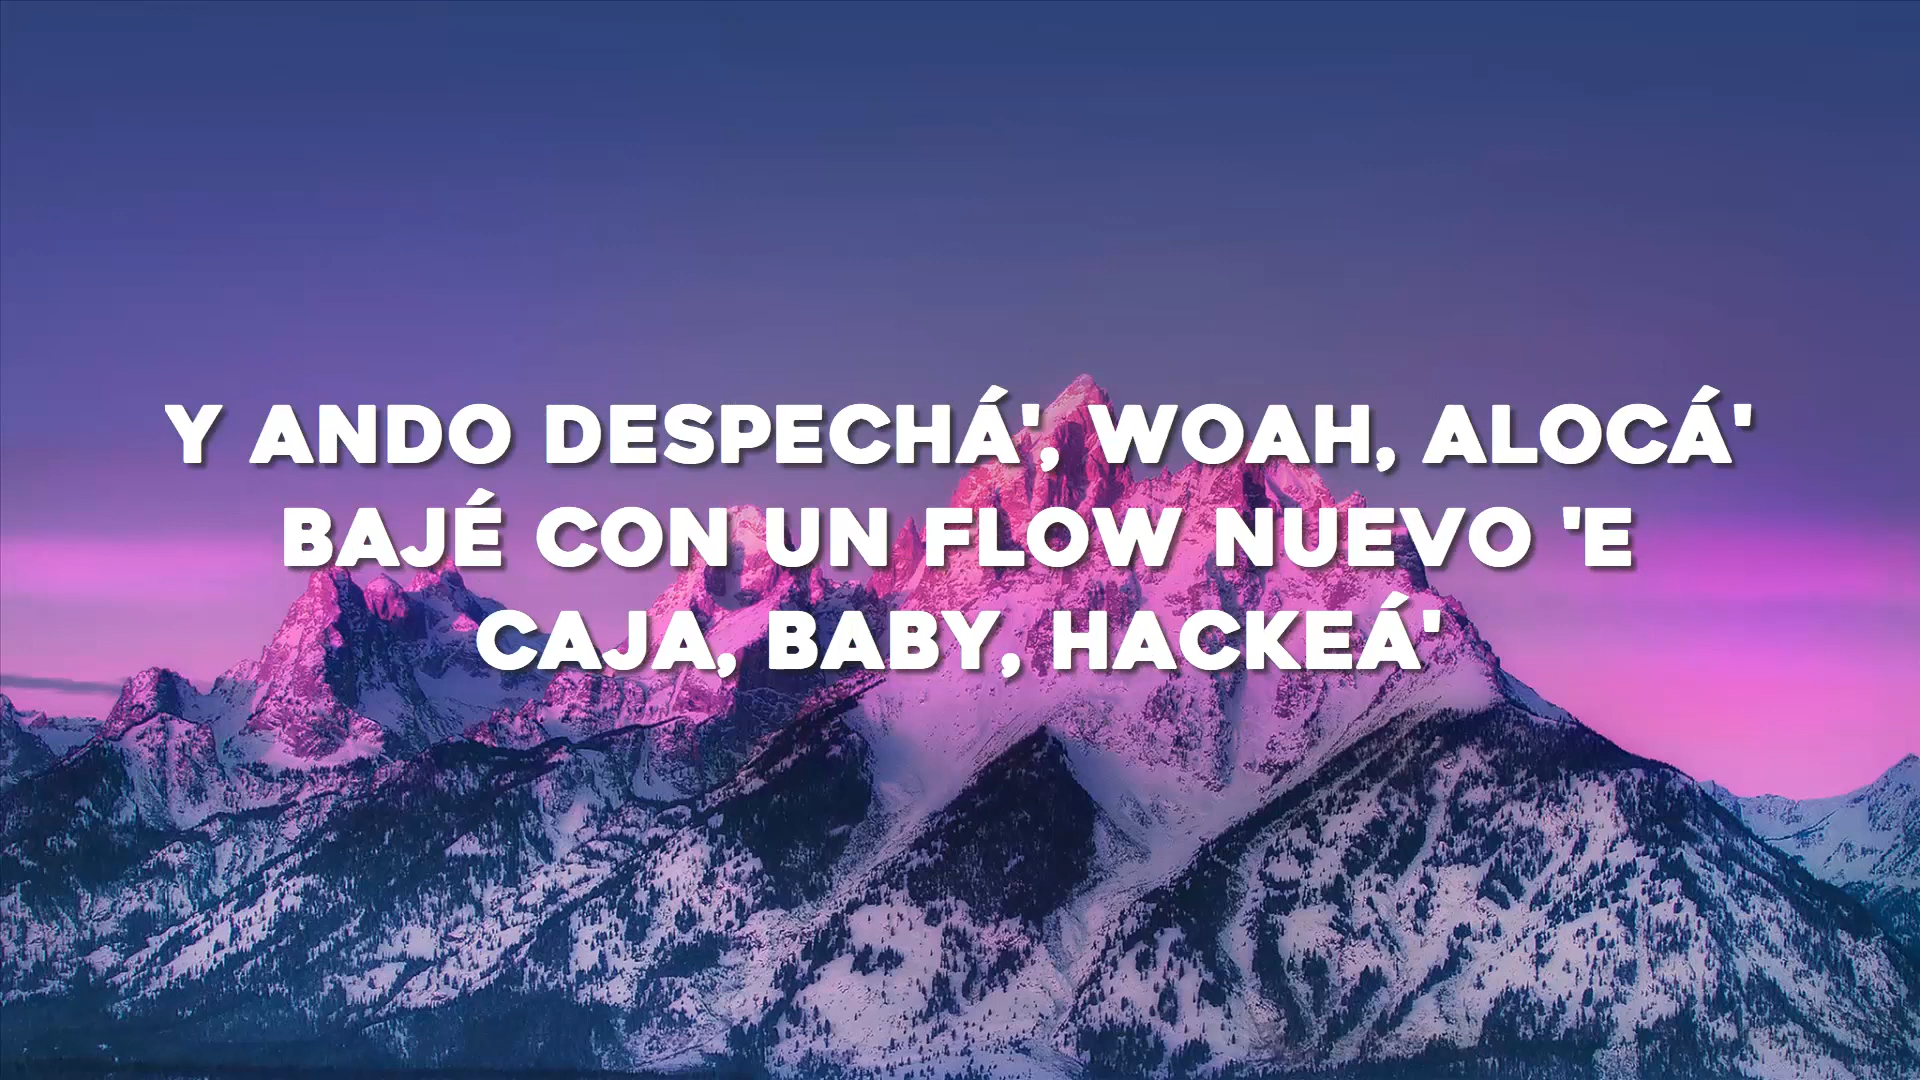 Y ANDO DESPECHÁ', WOAH, ALOCÁ'
BAJÉ CON UN FLOW NUEVO 'E
CAJA, BABY, HACKEÁ'